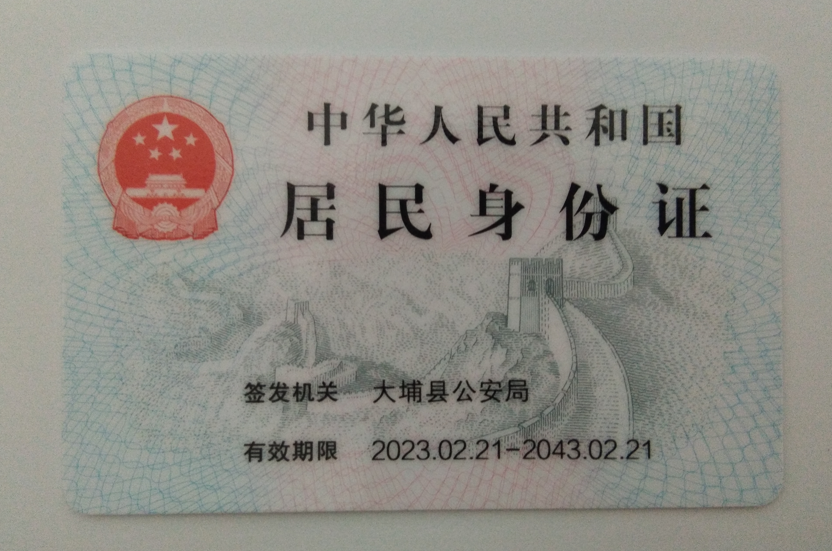 中华人民共和国
居民身份证
签发机关 大埔县公安局
有效期限 2023.02.21-2043.02.21